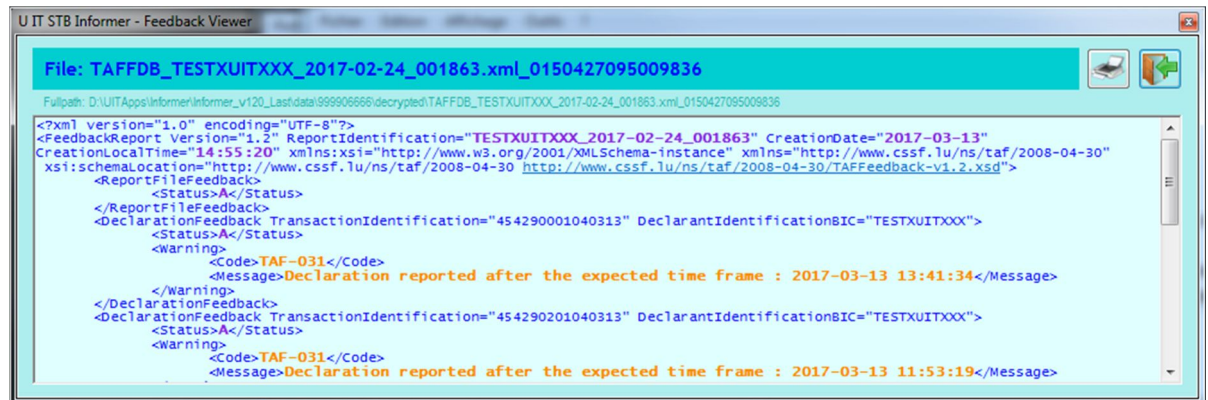 U IT STB Informer - Feedback Viewer
Fichier Edition Affichage Outils ?
File: TAFFDB_TESTXUITXXX_2017-02-24_001863.xml_0150427095009836
Fullpath: D:\UITApps\Informer\Informer_v120_Last\data\999906666\decrypted\TAFFDB_TESTXUITXXX_2017-02-24_001863.xml_0150427095009836
<?xml version="1.0" encoding="UTF-8"?>
<FeedbackReport Version="1.2" ReportIdentification="TESTXUITXXX_2017-02-24_001863" CreationDate="2017-03-13"
CreationLocalTime="14:55:20" xmlns:xsi="http://www.w3.org/2001/XMLSchema-instance" xmlns="http://www.cssf.lu/ns/taf/2008-04-30"
xsi:schemaLocation="http://www.cssf.lu/ns/taf/2008-04-30 http://www.cssf.lu/ns/taf/2008-04-30/TAFFeedback-v1.2.xsd">
<ReportFileFeedback>
<Status>A</Status>
</ReportFileFeedback>
<DeclarationFeedback TransactionIdentification="454290001040313" DeclarantIdentificationBIC="TESTXUITXXX">
<Status>A</Status>
<Warning>
<Code>TAF-031</Code>
<Message>Declaration reported after the expected time frame : 2017-03-13 13:41:34</Message>
</Warning>
</DeclarationFeedback>
<DeclarationFeedback TransactionIdentification="454290201040313" DeclarantIdentificationBIC="TESTXUITXXX">
<Status>A</Status>
<Warning>
<Code>TAF-031</Code>
<Message>Declaration reported after the expected time frame : 2017-03-13 11:53:19</Message>